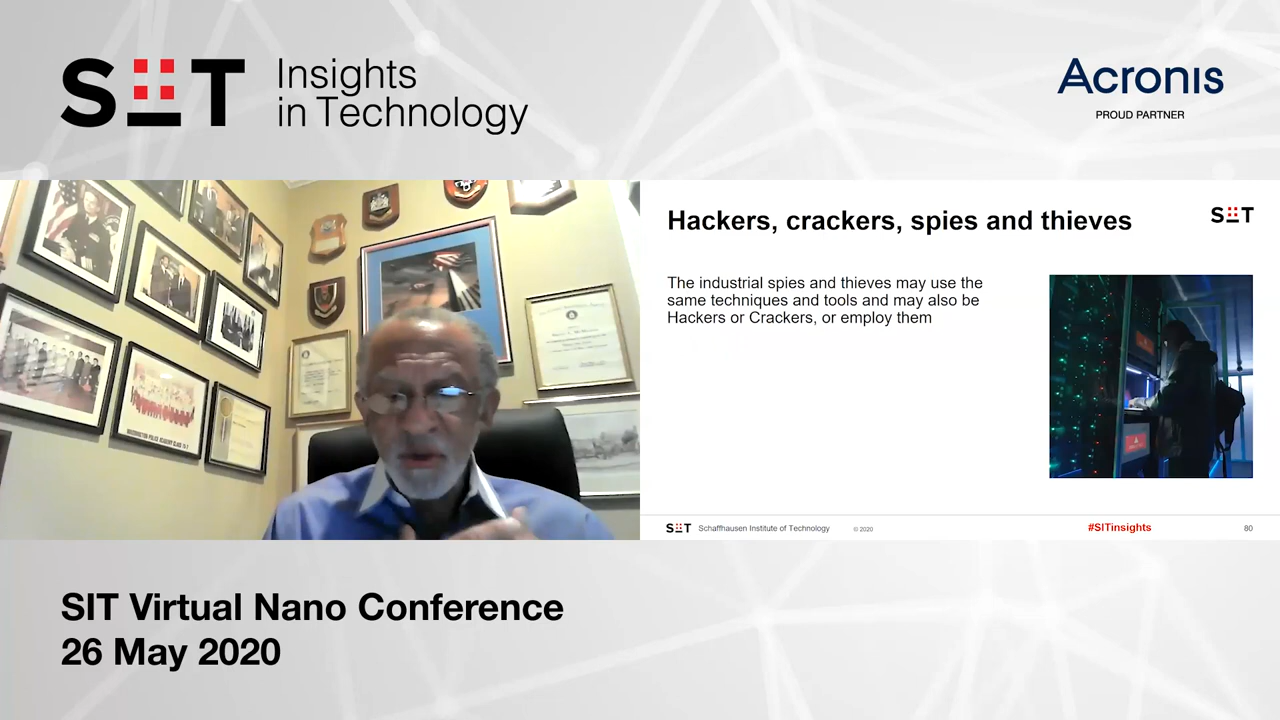 SIT
Insights
in Technology
Acronis
PROUD PARTNER
Hackers, crackers, spies and thieves
SIT
The industrial spies and thieves may use the
same techniques and tools and may also be
Hackers or Crackers, or employ them
SIT Schaffhausen Institute of Technology © 2020 #SITinsights 80
SIT Virtual Nano Conference
26 May 2020